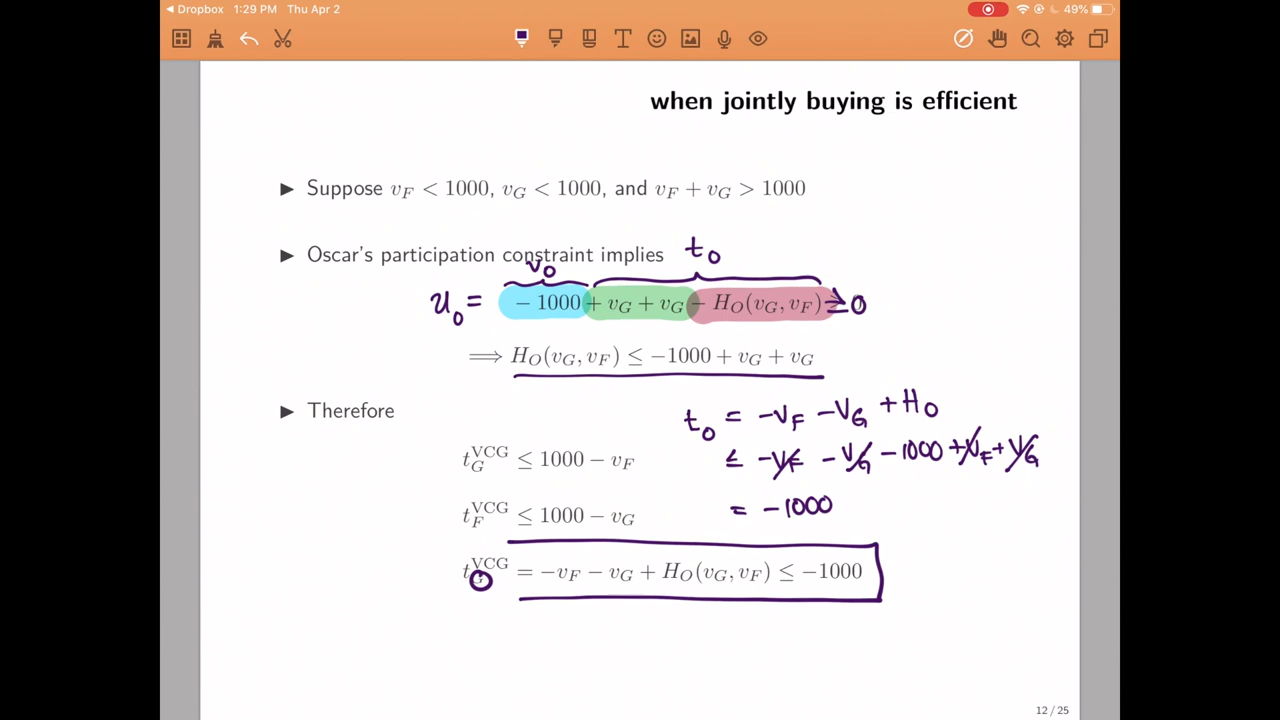 Dropbox 1:29 PM Thu Apr 2 49%
when jointly buying is efficient
▶ Suppose v_F < 1000, v_G < 1000, and v_F + v_G > 1000
▶ Oscar's participation constraint implies
v_O t_O
u_O = − 1000 + v_G + v_G − H_O(v_G, v_F) ≥ 0
⟹ H_O(v_G, v_F) ≤ −1000 + v_G + v_G
▶ Therefore
t_O = −v_F − v_G + H_O
t_G^VCG ≤ 1000 − v_F
≤ −v_F − v_G − 1000 + v_F + v_G
= −1000
t_F^VCG ≤ 1000 − v_G
t_O^VCG = −v_F − v_G + H_O(v_G, v_F) ≤ −1000
12 / 25